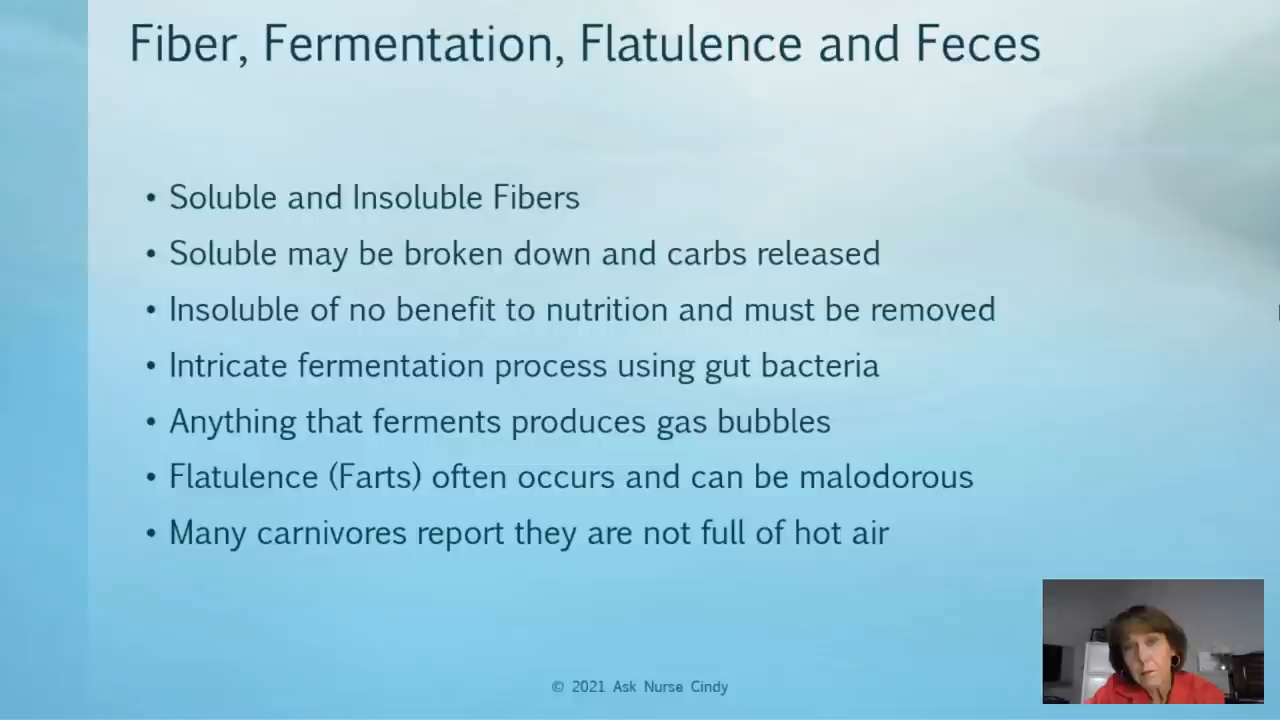 Fiber, Fermentation, Flatulence and Feces
• Soluble and Insoluble Fibers
• Soluble may be broken down and carbs released
• Insoluble of no benefit to nutrition and must be removed
• Intricate fermentation process using gut bacteria
• Anything that ferments produces gas bubbles
• Flatulence (Farts) often occurs and can be malodorous
• Many carnivores report they are not full of hot air
© 2021 Ask Nurse Cindy